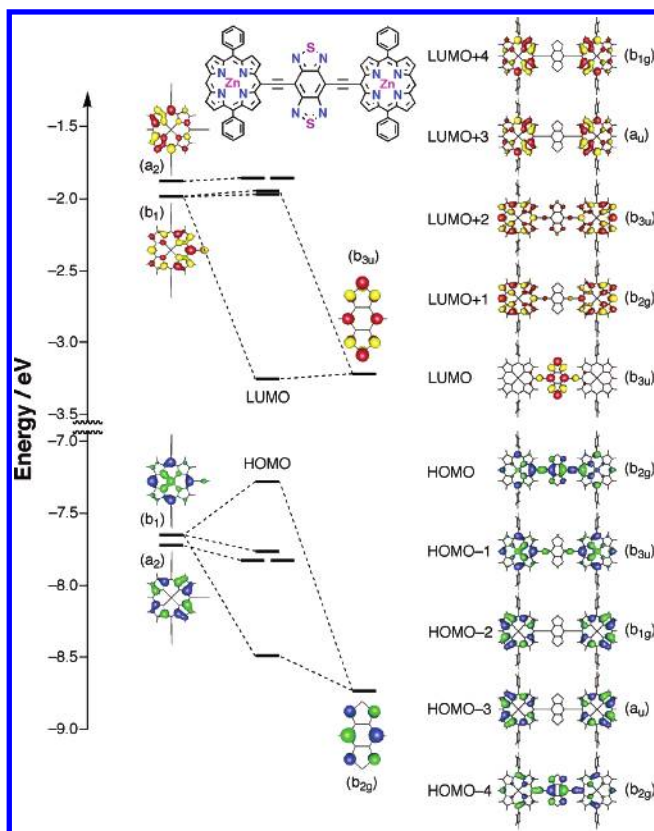 Energy / eV
−1.5
−2.0
−2.5
−3.0
−3.5
−7.0
−7.5
−8.0
−8.5
−9.0
Zn
N N
N N
N S N
N S N
Zn
N N
N N
(a2)
(b1)
(b3u)
LUMO
HOMO
(b1)
(a2)
(b2g)
LUMO+4 (b1g)
LUMO+3 (au)
LUMO+2 (b3u)
LUMO+1 (b2g)
LUMO (b3u)
HOMO (b2g)
HOMO−1 (b3u)
HOMO−2 (b1g)
HOMO−3 (au)
HOMO−4 (b2g)